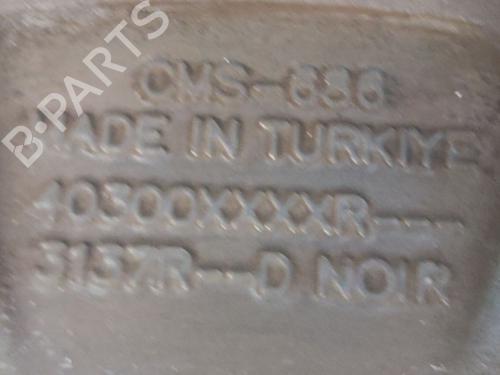 B-PARTS
CMS-636
MADE IN TURKIYE
40300XXXXR---
3137R--D NOIR